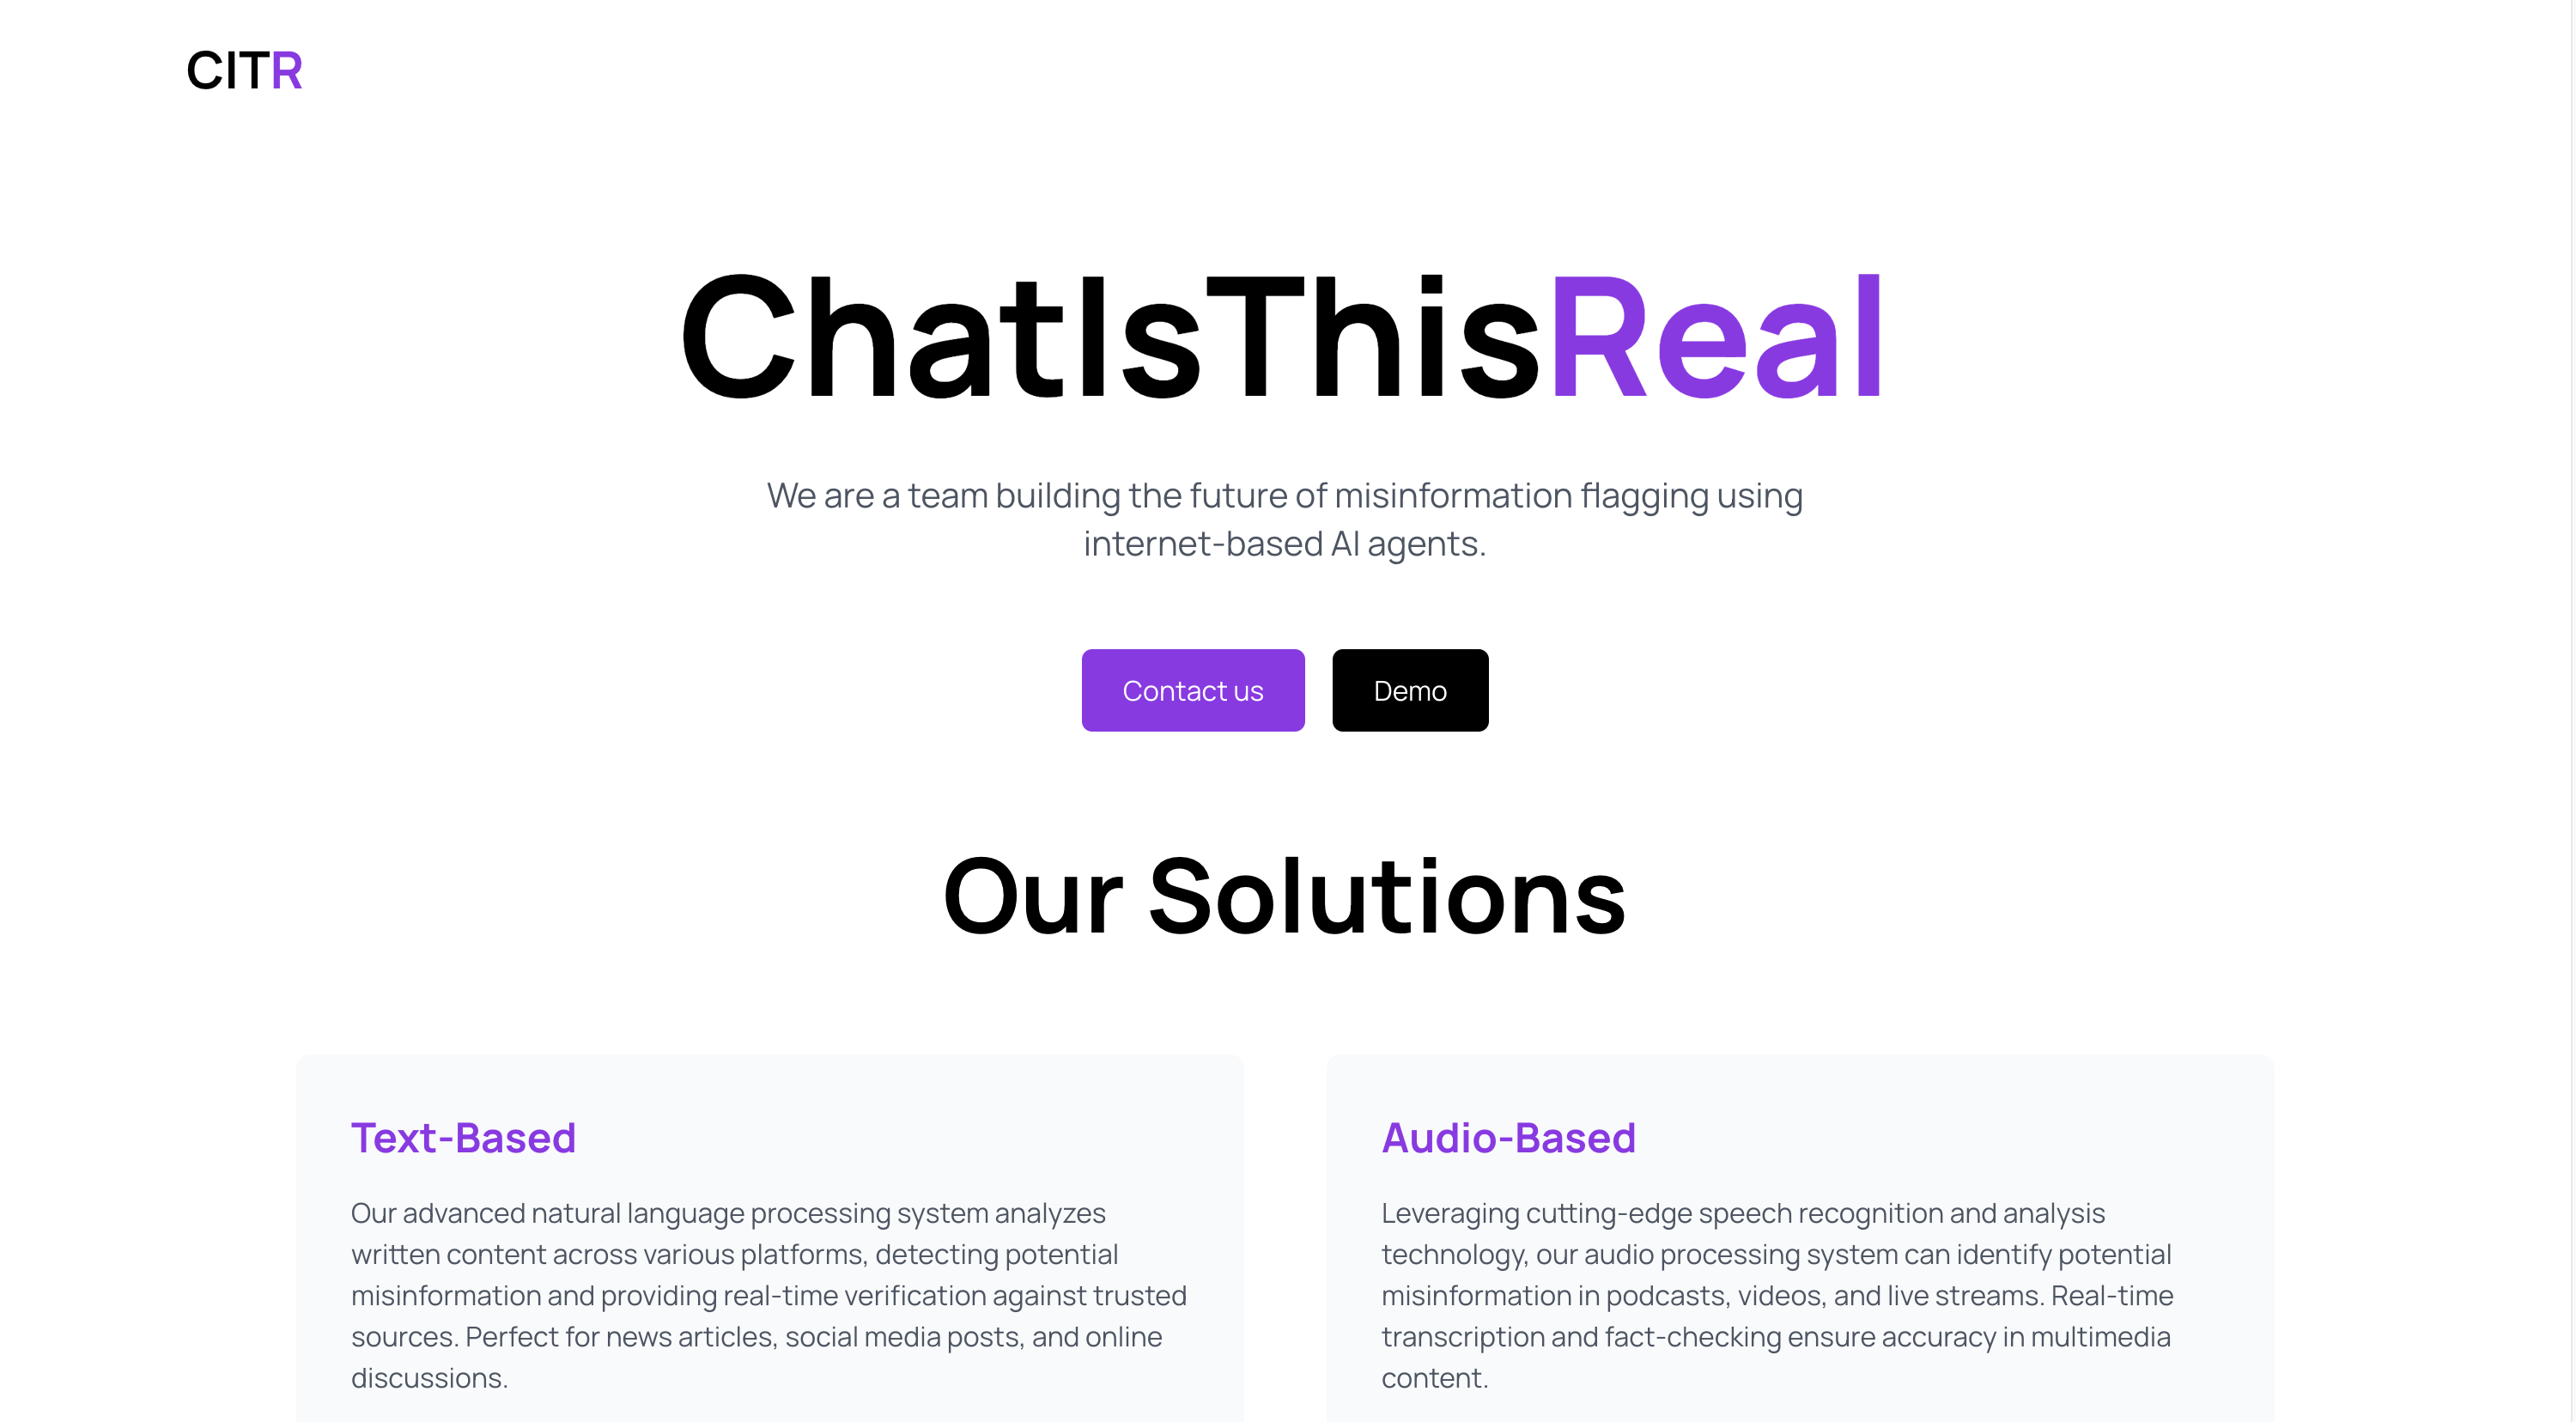 CITR
ChatIsThisReal
We are a team building the future of misinformation flagging using
internet-based AI agents.
Contact us
Demo
Our Solutions
Text-Based
Our advanced natural language processing system analyzes
written content across various platforms, detecting potential
misinformation and providing real-time verification against trusted
sources. Perfect for news articles, social media posts, and online
discussions.
Audio-Based
Leveraging cutting-edge speech recognition and analysis
technology, our audio processing system can identify potential
misinformation in podcasts, videos, and live streams. Real-time
transcription and fact-checking ensure accuracy in multimedia
content.